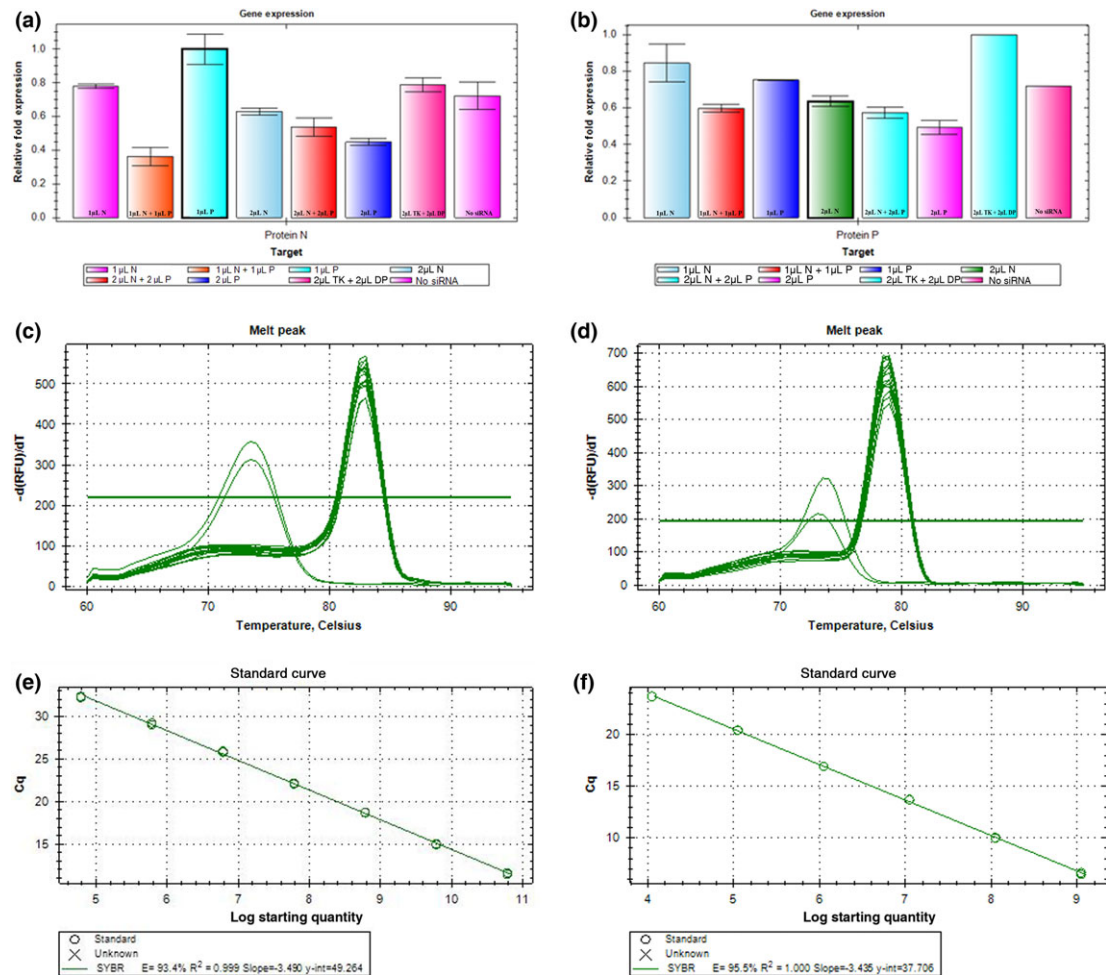 (a)
Gene expression
Relative fold expression
1.0
0.8
0.6
0.4
0.2
0.0
1µL N
1µL N + 1µL P
1µL P
2µL N
2µL N + 2µL P
2µL P
2µL TK + 2µL DP
No siRNA
Protein N
Target
1µL N
1µL N + 1µL P
1µL P
2µL N
2µL N + 2µL P
2µL P
2µL TK + 2µL DP
No siRNA
(b)
Gene expression
Relative fold expression
1.0
0.8
0.6
0.4
0.2
0.0
1µL N
1µL N + 1µL P
1µL P
2µL N
2µL N + 2µL P
2µL P
2µL TK + 2µL DP
No siRNA
Protein P
Target
1µL N
1µL N + 1µL P
1µL P
2µL N
2µL N + 2µL P
2µL P
2µL TK + 2µL DP
No siRNA
(c)
Melt peak
-d(RFU)/dT
500
400
300
200
100
0
60
70
80
90
Temperature, Celsius
(d)
Melt peak
-d(RFU)/dT
700
600
500
400
300
200
100
0
60
70
80
90
Temperature, Celsius
(e)
Standard curve
Cq
30
25
20
15
5
6
7
8
9
10
11
Log starting quantity
Standard
Unknown
SYBR E= 93.4% R² = 0.999 Slope=-3.490 y-int=49.264
(f)
Standard curve
Cq
20
15
10
4
5
6
7
8
9
Log starting quantity
Standard
Unknown
SYBR E= 95.5% R² = 1.000 Slope=-3.435 y-int=37.706